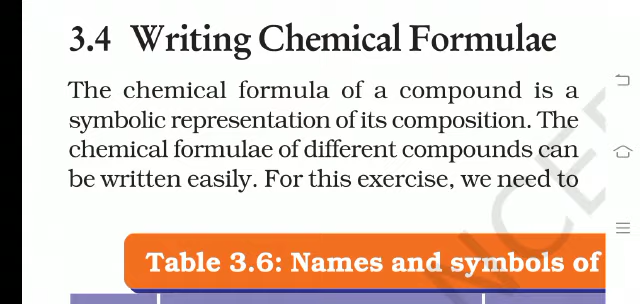 3.4 Writing Chemical Formulae
The chemical formula of a compound is a
symbolic representation of its composition. The
chemical formulae of different compounds can
be written easily. For this exercise, we need to
Table 3.6: Names and symbols of